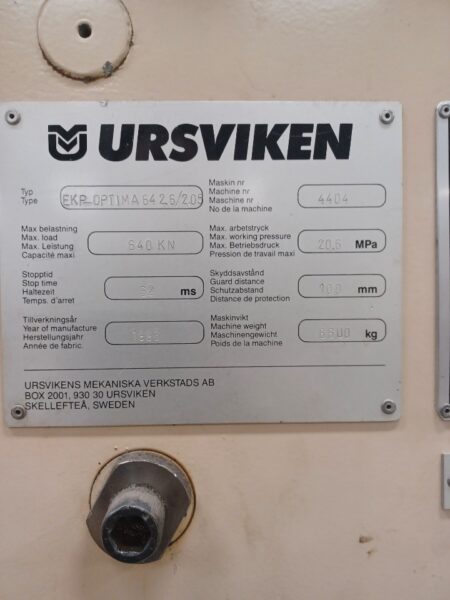 URSVIKEN
Typ
Type
EKP OPTIMA 64 2,6/2.05
Maskin nr
Machine nr
Maschine nr
No de la machine
4404
Max belastning
Max. load
Max. Leistung
Capacité maxi
640 KN
Max. arbetstryck
Max. working pressure
Max. Betriebsdruck
Pression de travail maxi
20.6 MPa
Stopptid
Stop time
Haltezeit
Temps. d'arret
ms
Skyddsavstånd
Guard distance
Schutzabstand
Distance de protection
100 mm
Tillverkningsår
Year of manufacture
Herstellungsjahr
Année de fabric.
Maskinvikt
Machine weight
Maschinengewicht
Poids de la machine
kg
URSVIKENS MEKANISKA VERKSTADS AB
BOX 2001, 930 30 URSVIKEN
SKELLEFTEÅ, SWEDEN